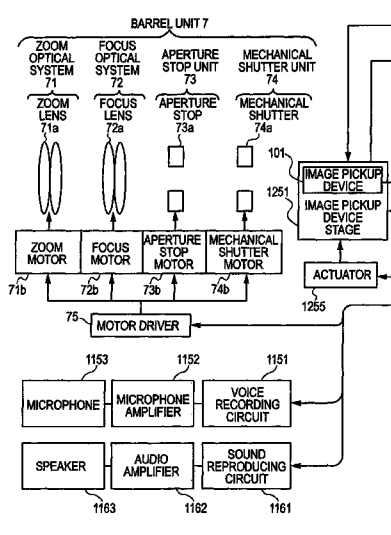 BARREL UNIT 7
ZOOM
OPTICAL
SYSTEM
71
FOCUS
OPTICAL
SYSTEM
72
APERTURE
STOP UNIT
73
MECHANICAL
SHUTTER UNIT
74
ZOOM
LENS
71a
FOCUS
LENS
72a
APERTURE
STOP
73a
MECHANICAL
SHUTTER
74a
101
IMAGE PICKUP
DEVICE
1251
IMAGE PICKUP
DEVICE
STAGE
ZOOM
MOTOR
FOCUS
MOTOR
APERTURE
STOP
MOTOR
MECHANICAL
SHUTTER
MOTOR
71b
72b
73b
74b
ACTUATOR
1255
75
MOTOR DRIVER
1153
1152
1151
MICROPHONE
MICROPHONE
AMPLIFIER
VOICE
RECORDING
CIRCUIT
SPEAKER
AUDIO
AMPLIFIER
SOUND
REPRODUCING
CIRCUIT
1163
1162
1161